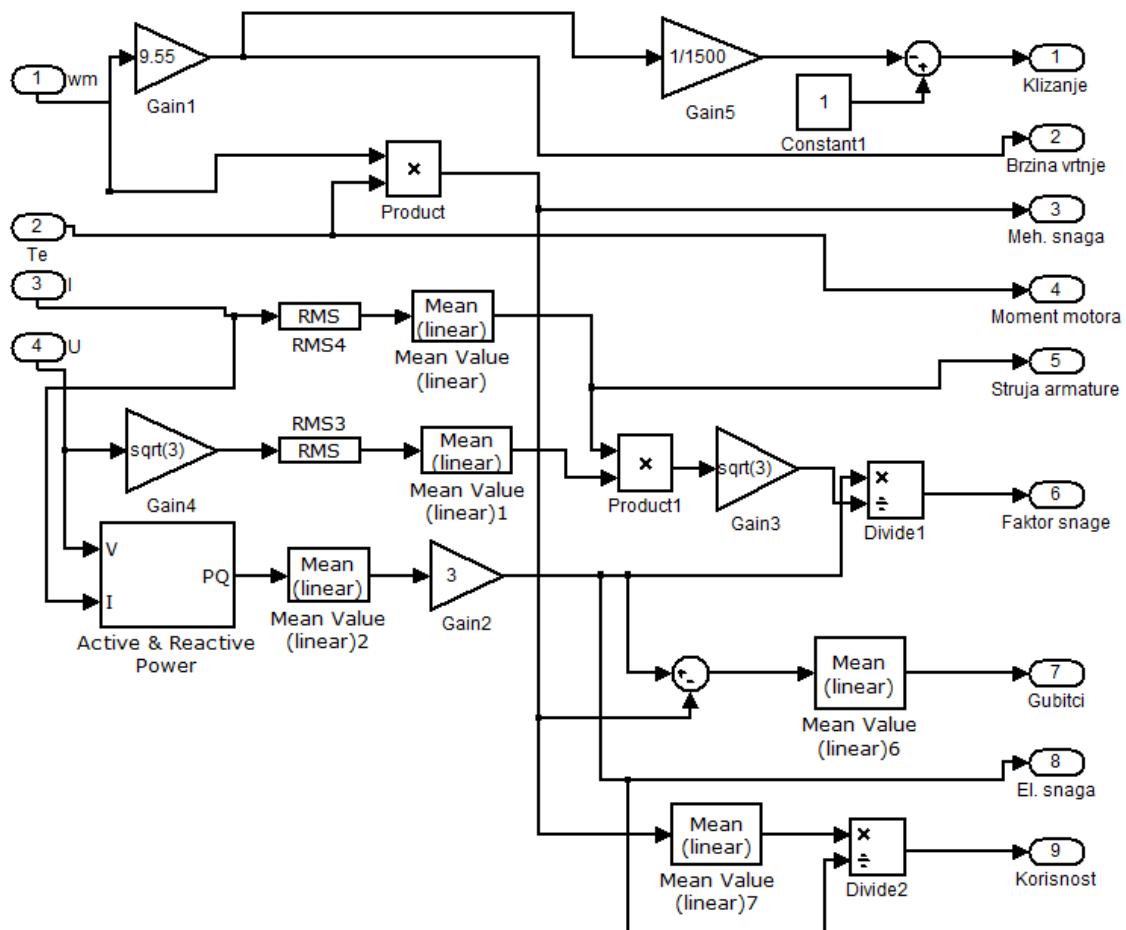 1
wm
9.55
Gain1
1/1500
Gain5
1
Constant1
-
+
1
Klizanje
2
Brzina vrtnje
×
Product
3
Meh. snaga
2
Te
4
Moment motora
3
I
RMS
RMS4
Mean
(linear)
Mean Value
(linear)
4
U
5
Struja armature
sqrt(3)
Gain4
RMS3
RMS
Mean
(linear)
Mean Value
(linear)1
×
Product1
sqrt(3)
Gain3
×
÷
Divide1
6
Faktor snage
V
I
PQ
Active & Reactive
Power
Mean
(linear)
Mean Value
(linear)2
3
Gain2
+
-
Mean
(linear)
Mean Value
(linear)6
7
Gubitci
8
El. snaga
Mean
(linear)
Mean Value
(linear)7
×
÷
Divide2
9
Korisnost